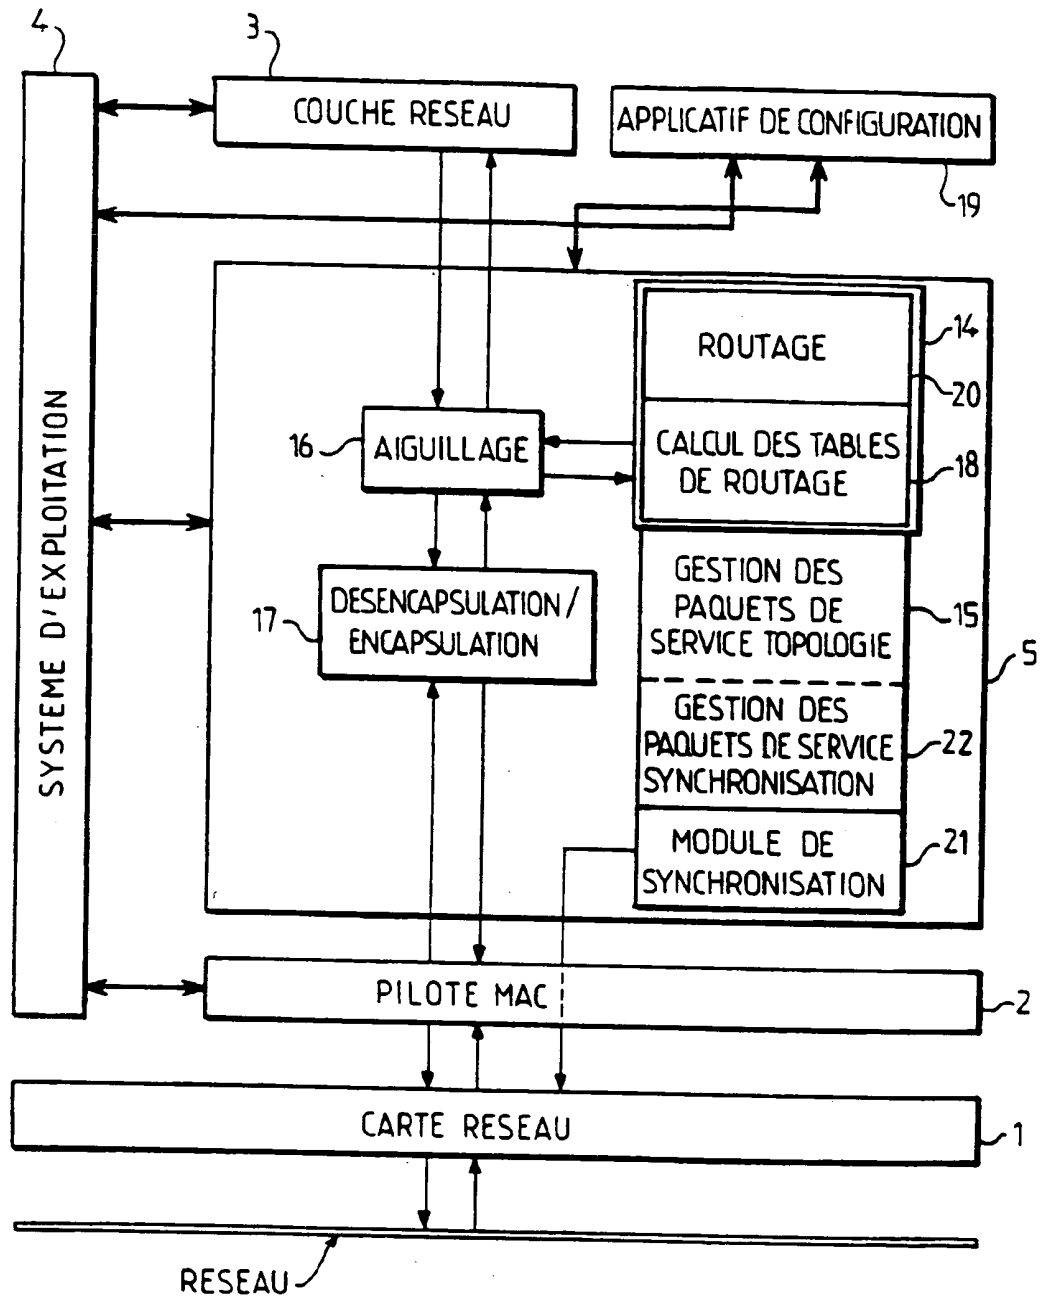 4
3
COUCHE RESEAU
APPLICATIF DE CONFIGURATION
19
SYSTEME D'EXPLOITATION
ROUTAGE
14
20
16
AIGUILLAGE
CALCUL DES TABLES
DE ROUTAGE
18
17
DESENCAPSULATION/
ENCAPSULATION
GESTION DES
PAQUETS DE
SERVICE TOPOLOGIE
15
5
GESTION DES
PAQUETS DE SERVICE
SYNCHRONISATION
22
MODULE DE
SYNCHRONISATION
21
PILOTE MAC
2
CARTE RESEAU
1
RESEAU